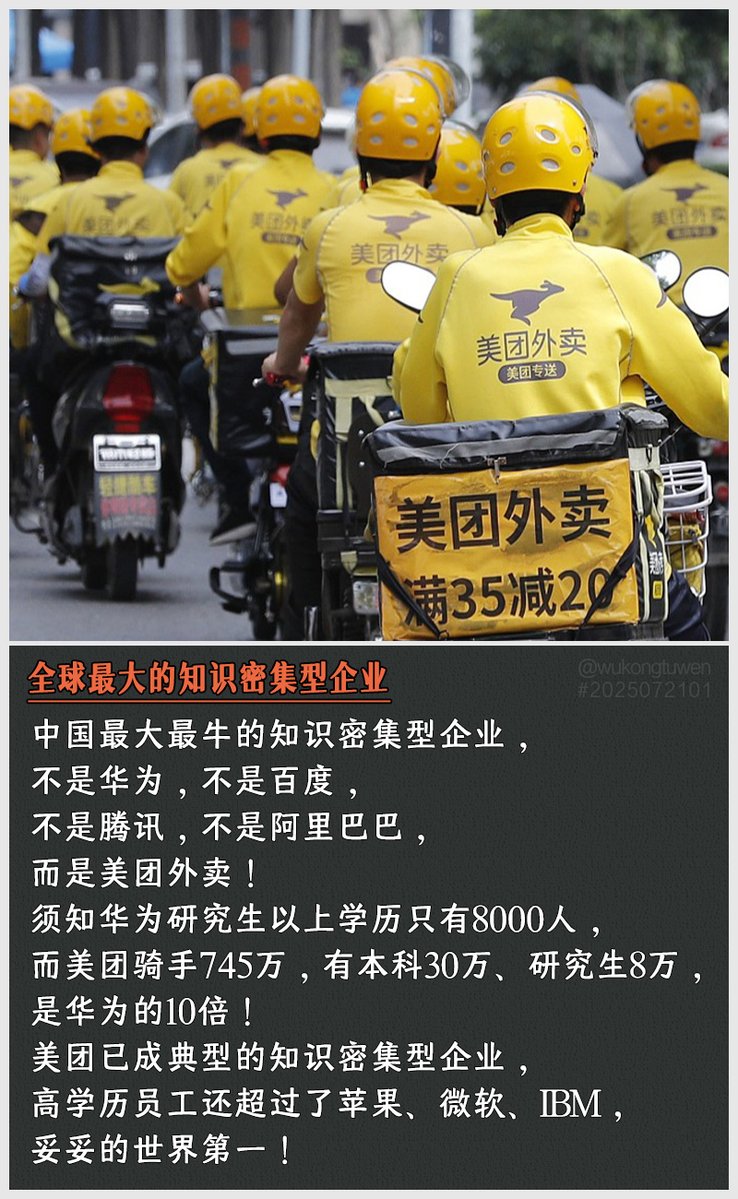 美团外卖
美团外卖
美团外卖
美团专送
美团外卖
美团外卖
满35减20
全球最大的知识密集型企业
@wukongtuwen
#2025072101
中国最大最牛的知识密集型企业，
不是华为，不是百度，
不是腾讯，不是阿里巴巴，
而是美团外卖！
须知华为研究生以上学历只有8000人，
而美团骑手745万，有本科30万、研究生8万，
是华为的10倍！
美团已成典型的知识密集型企业，
高学历员工还超过了苹果、微软、IBM，
妥妥的世界第一！